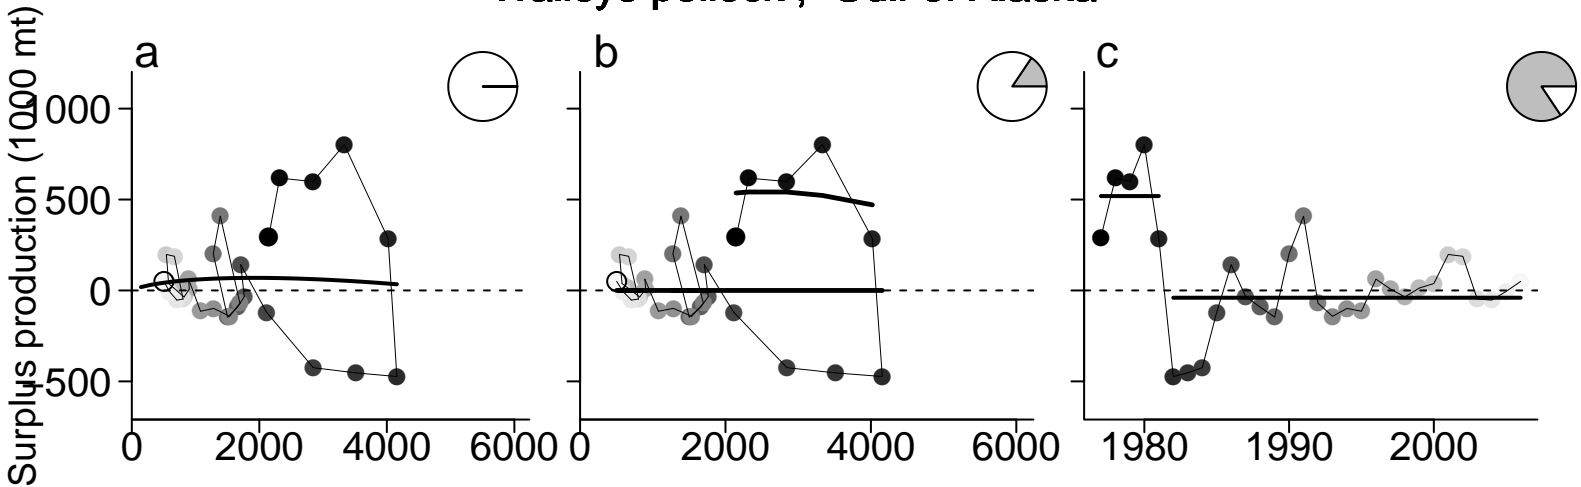 Walleye pollock, Gulf of Alaska
a
b
c
Surplus production (1000 mt)
1000
500
0
-500
0 2000 4000 6000
0 2000 4000 6000
1980 1990 2000